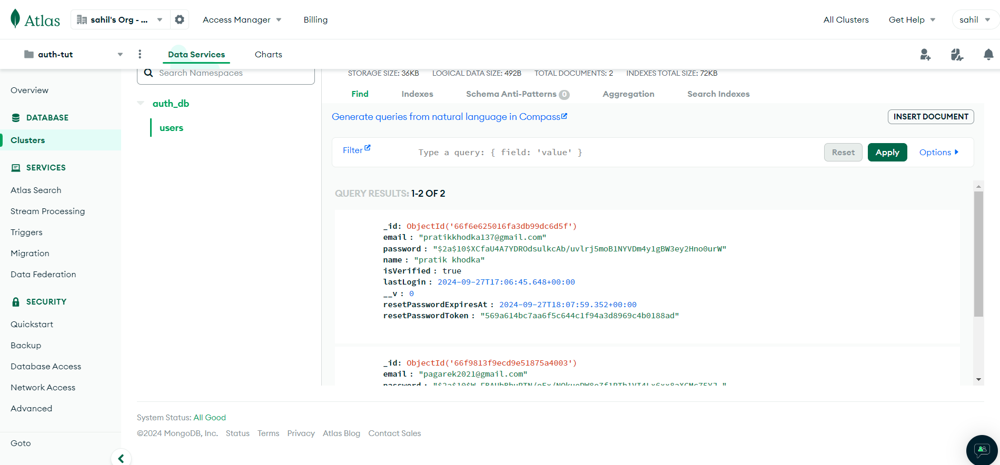 Atlas
sahil's Org - ...
Access Manager
Billing
All Clusters
Get Help
sahil
auth-tut
Data Services
Charts
Overview
DATABASE
Clusters
SERVICES
Atlas Search
Stream Processing
Triggers
Migration
Data Federation
SECURITY
Quickstart
Backup
Database Access
Network Access
Advanced
Goto
Search Namespaces
auth_db
users
STORAGE SIZE: 36KB LOGICAL DATA SIZE: 492B TOTAL DOCUMENTS: 2 INDEXES TOTAL SIZE: 72KB
Find Indexes Schema Anti-Patterns 0 Aggregation Search Indexes
Generate queries from natural language in Compass
INSERT DOCUMENT
Filter
Type a query: { field: 'value' }
Reset
Apply
Options
QUERY RESULTS: 1-2 OF 2
_id: ObjectId('66f6e625016fa3db99dc6d5f')
email : "pratikkhodka137@gmail.com"
password : "$2a$10$XCfaU4A7YDROdsulkcAb/uvlrj5moB1NYVDm4y1gBW3ey2Hno0urW"
name : "pratik khodka"
isVerified : true
lastLogin : 2024-09-27T17:06:45.648+00:00
__v : 0
resetPasswordExpiresAt : 2024-09-27T18:07:59.352+00:00
resetPasswordToken : "569a614bc7aa6f5c644c1f94a3d8969c4b0188ad"
_id: ObjectId('66f9813f9ecd9e51875a4003')
email : "pagarek2021@gmail.com"
password :
System Status: All Good
©2024 MongoDB, Inc. Status Terms Privacy Atlas Blog Contact Sales